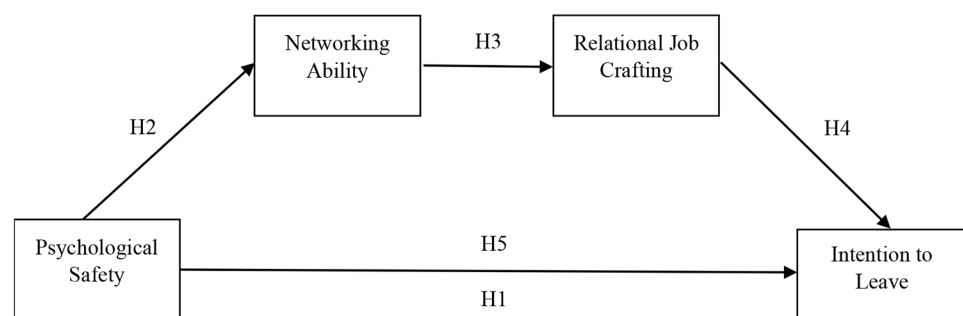 Networking
Ability
H3
Relational Job
Crafting
H2
H4
Psychological
Safety
H5
H1
Intention to
Leave